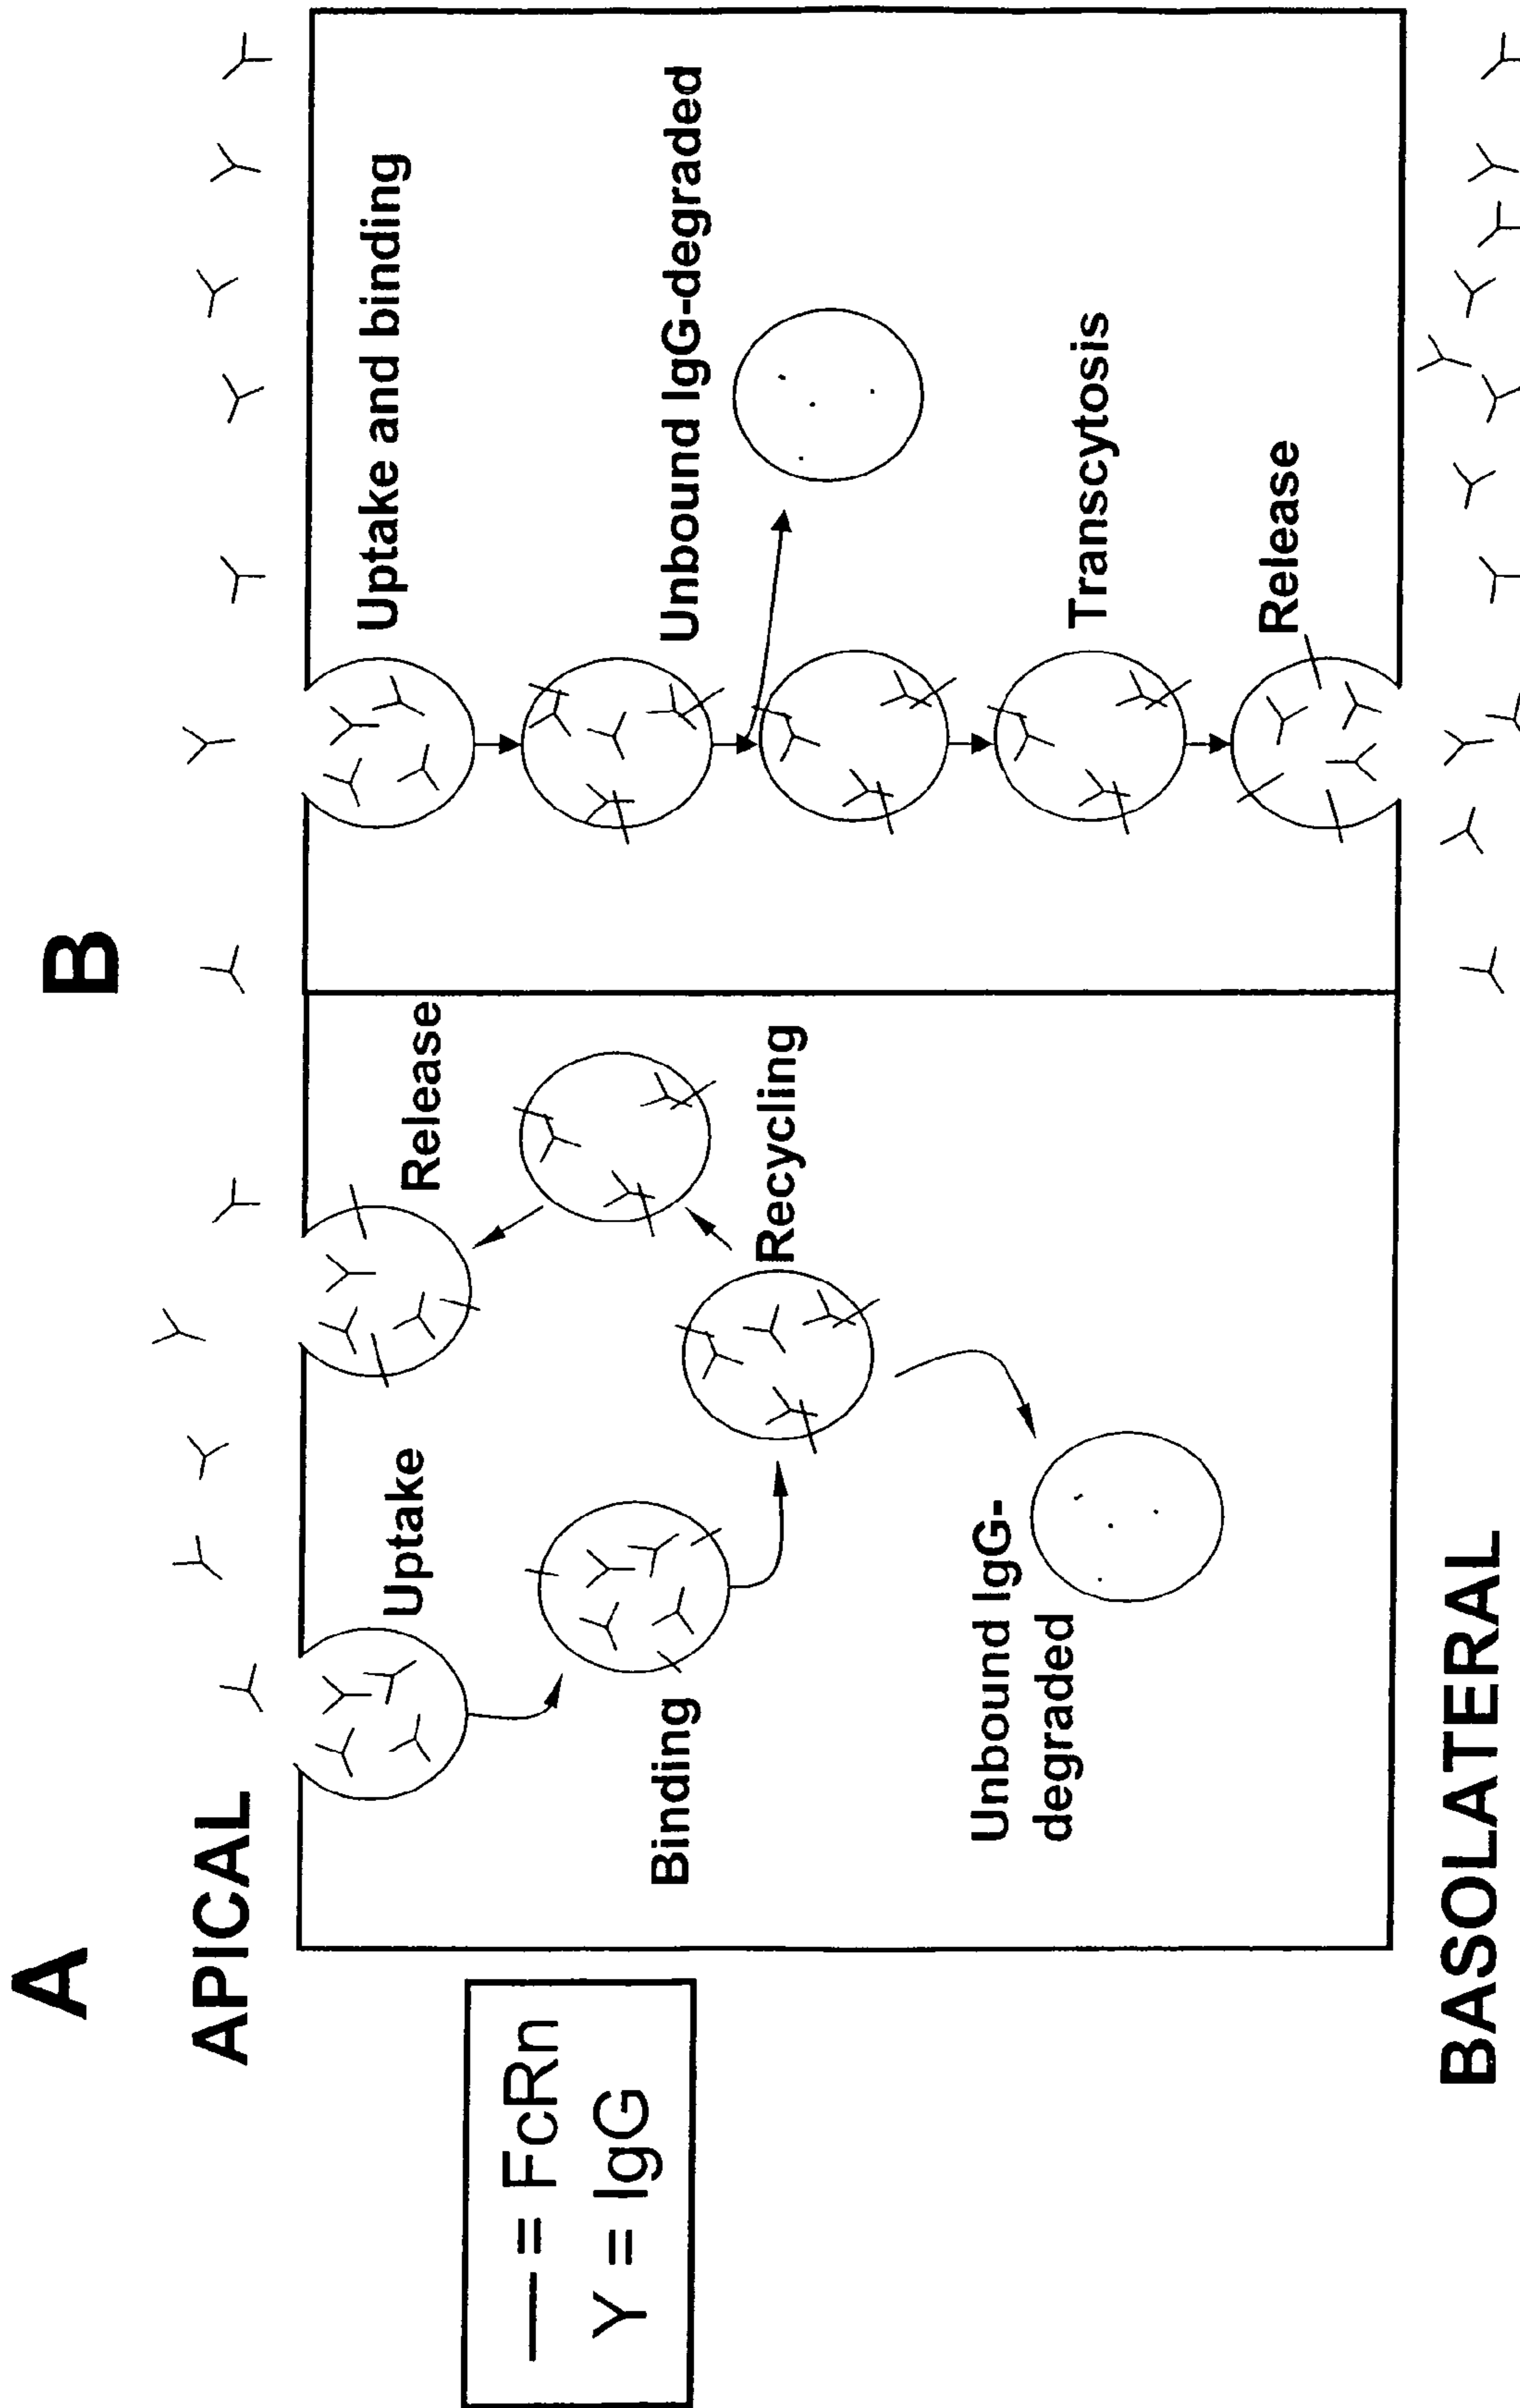 A
B
APICAL
— = FcRn
Y = IgG
Uptake
Binding
Unbound IgG-
degraded
Recycling
Release
Uptake and binding
Unbound IgG-degraded
Transcytosis
Release
BASOLATERAL